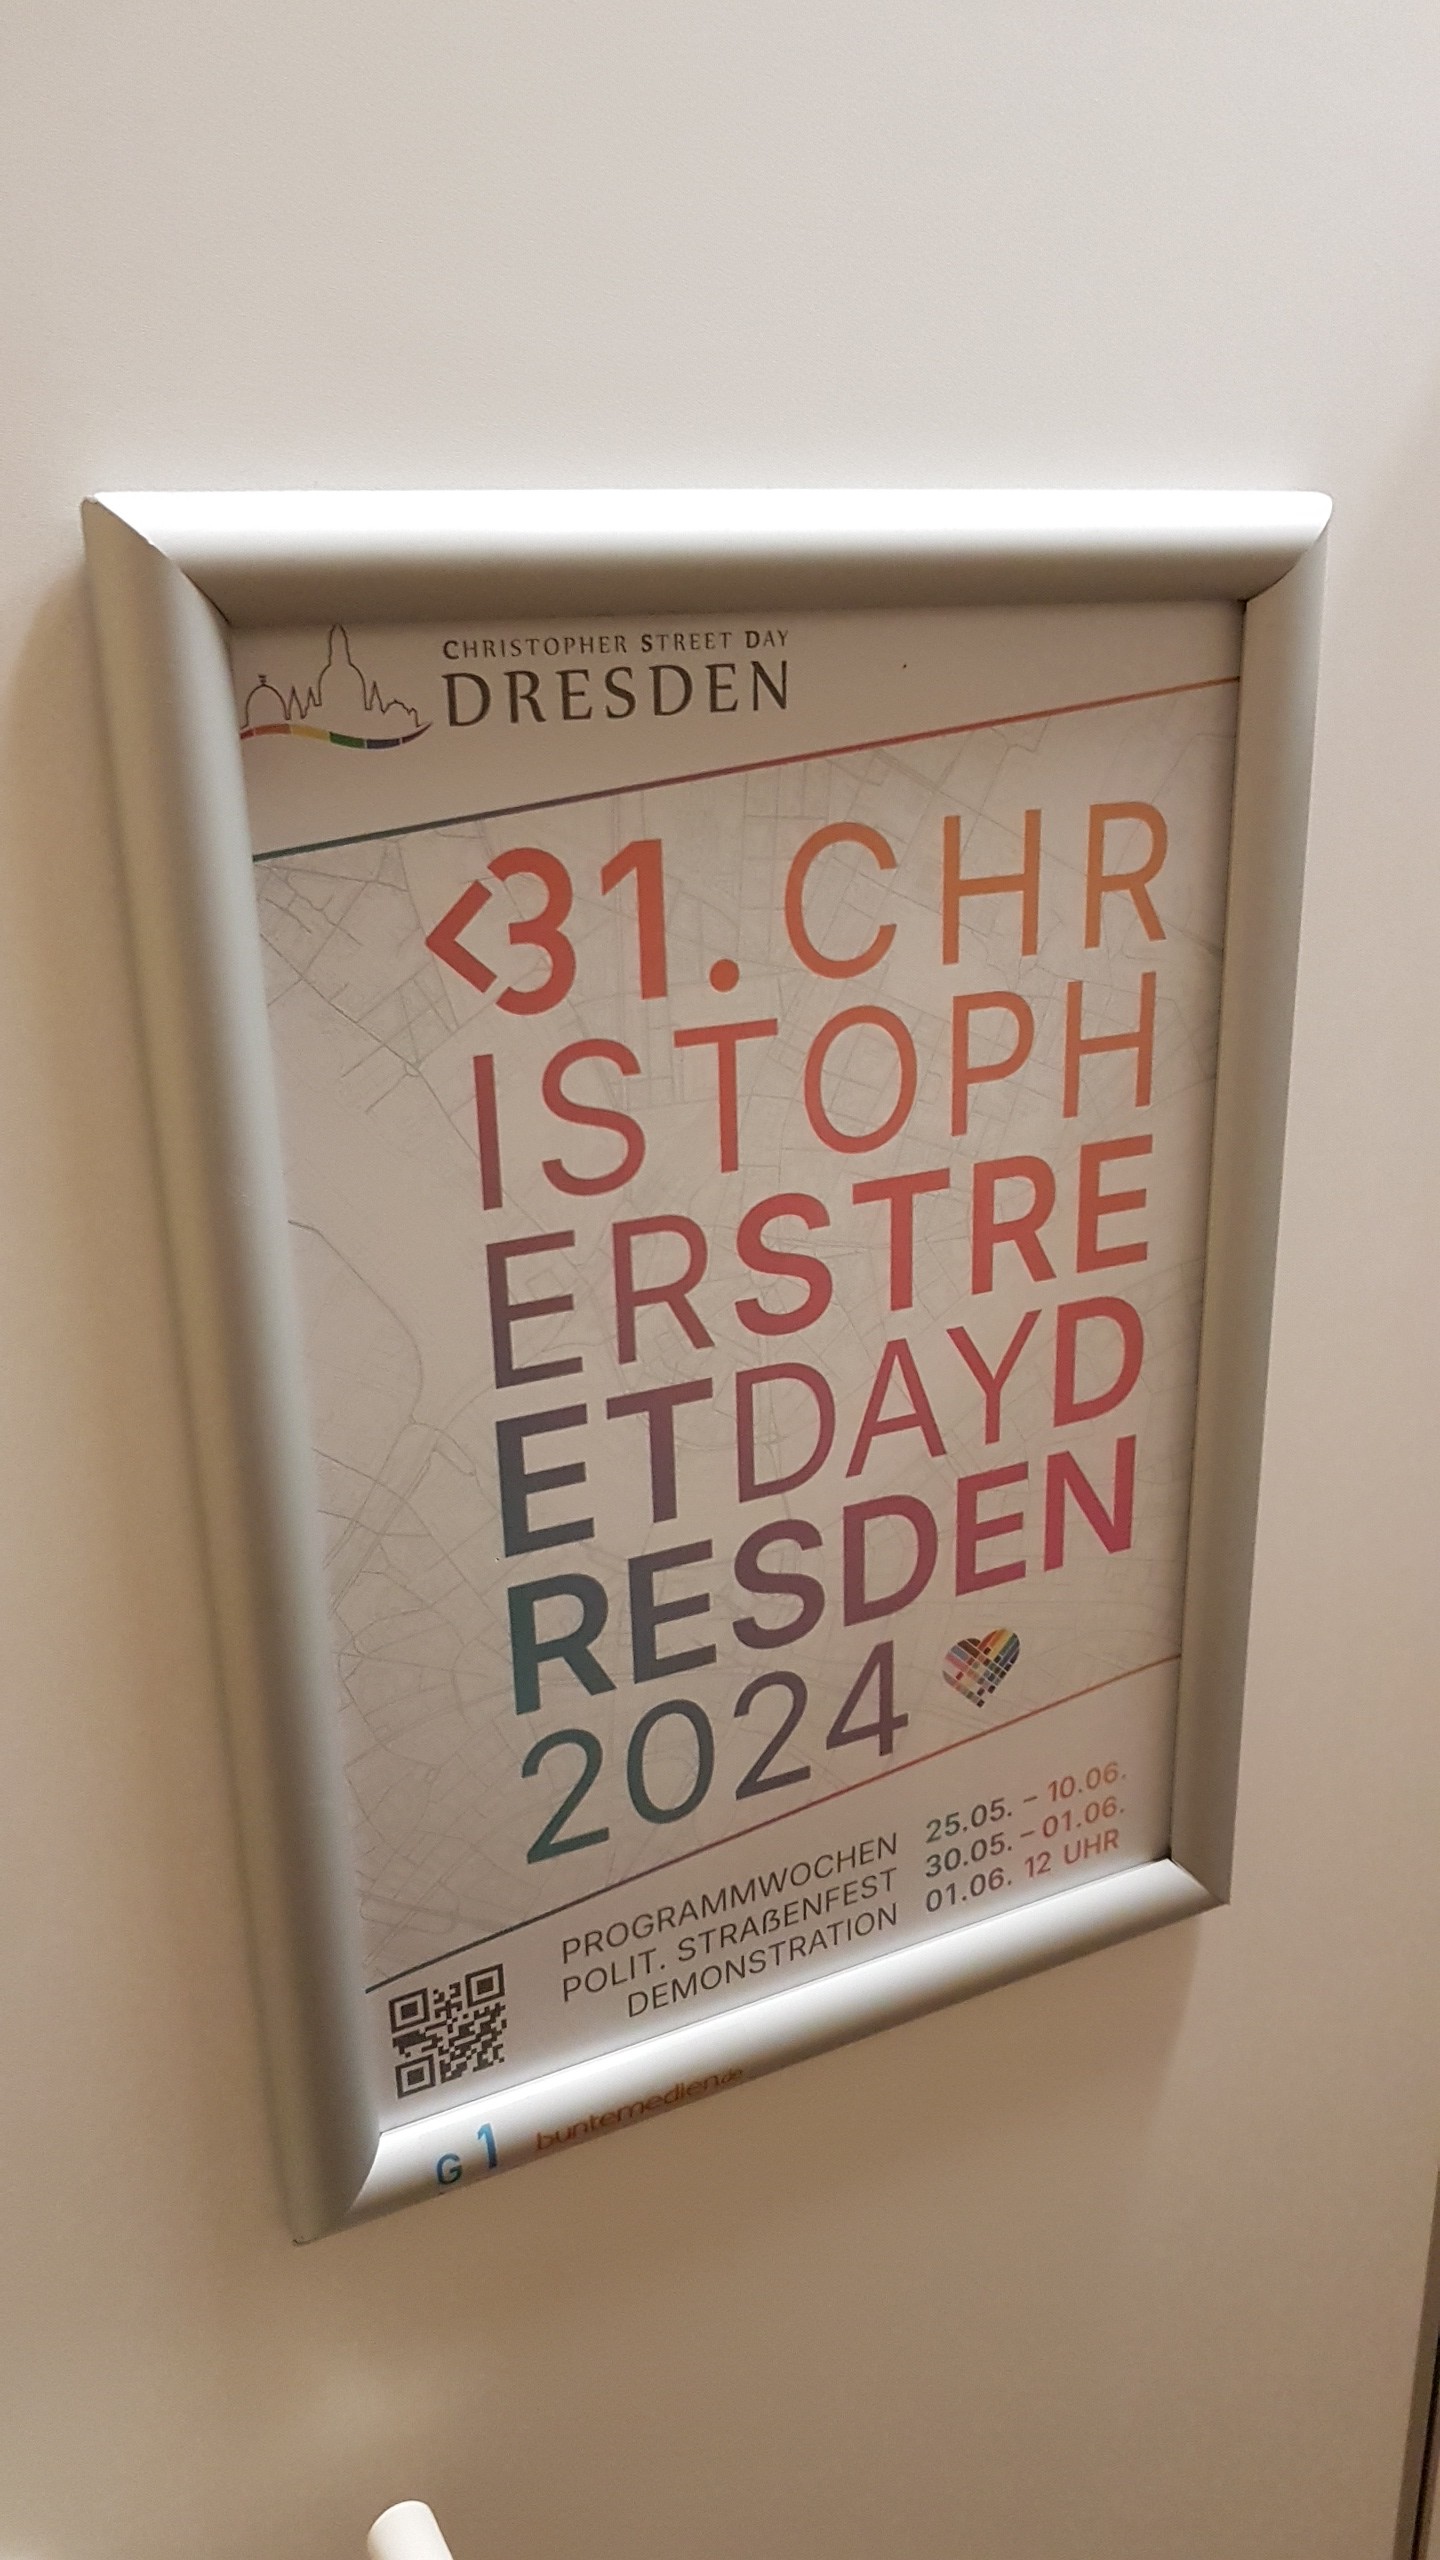 CHRISTOPHER STREET DAY
DRESDEN
<31. CHR
ISTOPH
ERSTRE
ETDAYD
RESDEN
2024
PROGRAMMWOCHEN 25.05. – 10.06.
POLIT. STRAẞENFEST 30.05. – 01.06.
DEMONSTRATION 01.06. 12 UHR
G 1 buntemedien.de